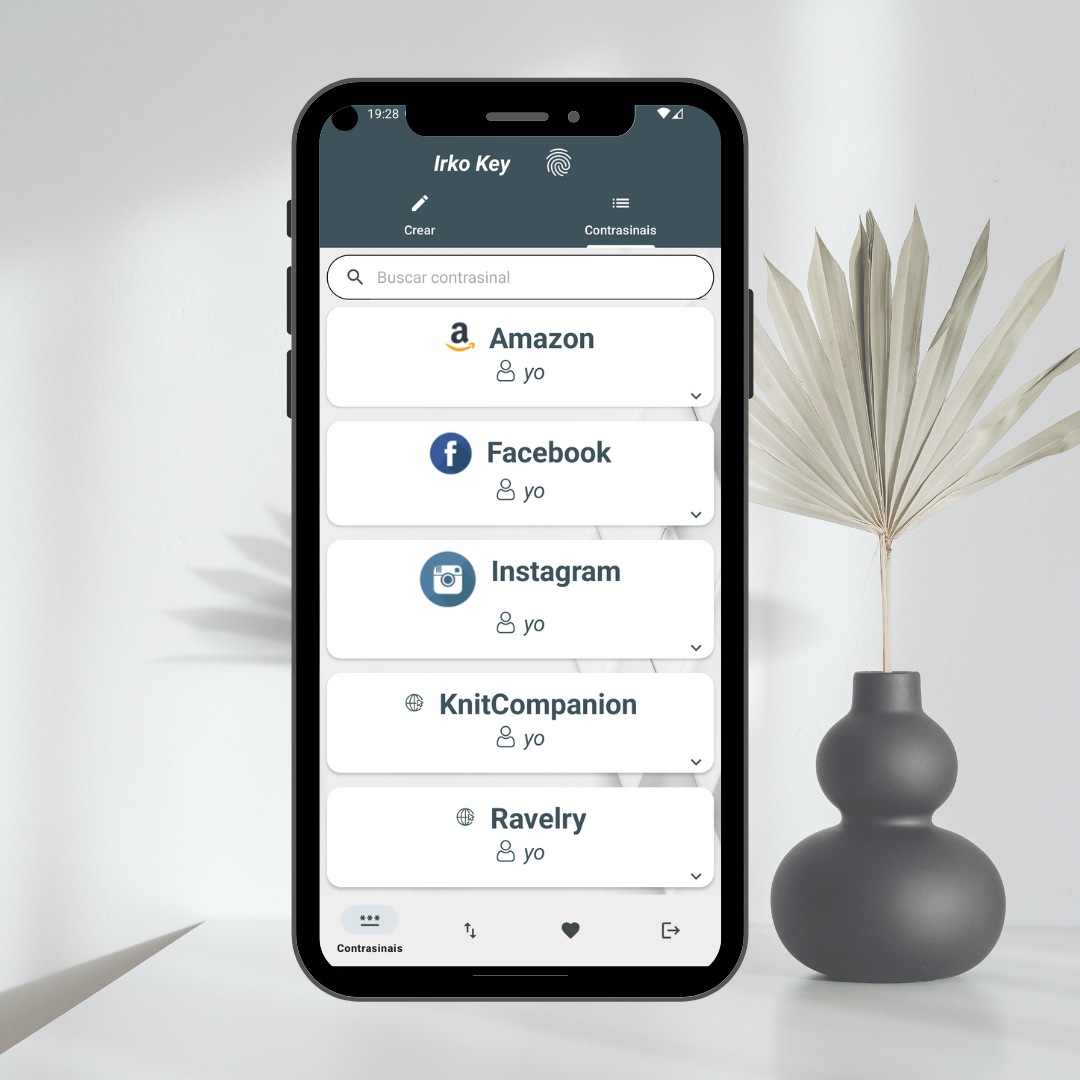 19:28
Irko Key
Crear
Contrasinais
Buscar contrasinal
Amazon
yo
Facebook
yo
Instagram
yo
KnitCompanion
yo
Ravelry
yo
***
Contrasinais